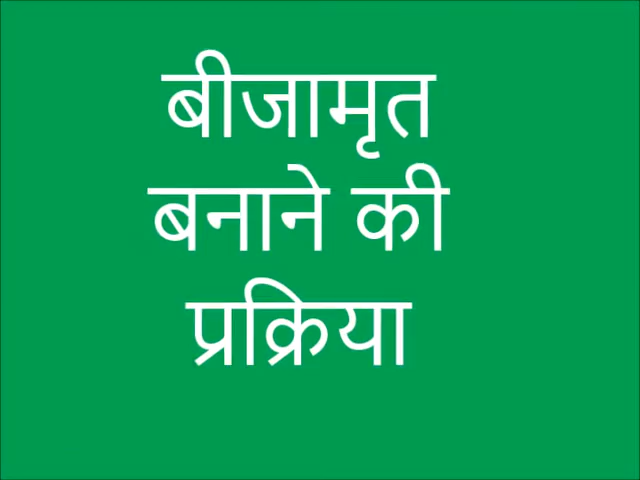 बीजामृत
बनाने की
प्रक्रिया